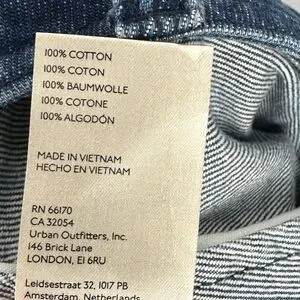 100% COTTON
100% COTON
100% BAUMWOLLE
100% COTONE
100% ALGODÓN
MADE IN VIETNAM
HECHO EN VIETNAM
RN 66170
CA 32054
Urban Outfitters, Inc.
146 Brick Lane
LONDON, E1 6RU
Leidsestraat 32, 1017 PB
Amsterdam, Netherlands